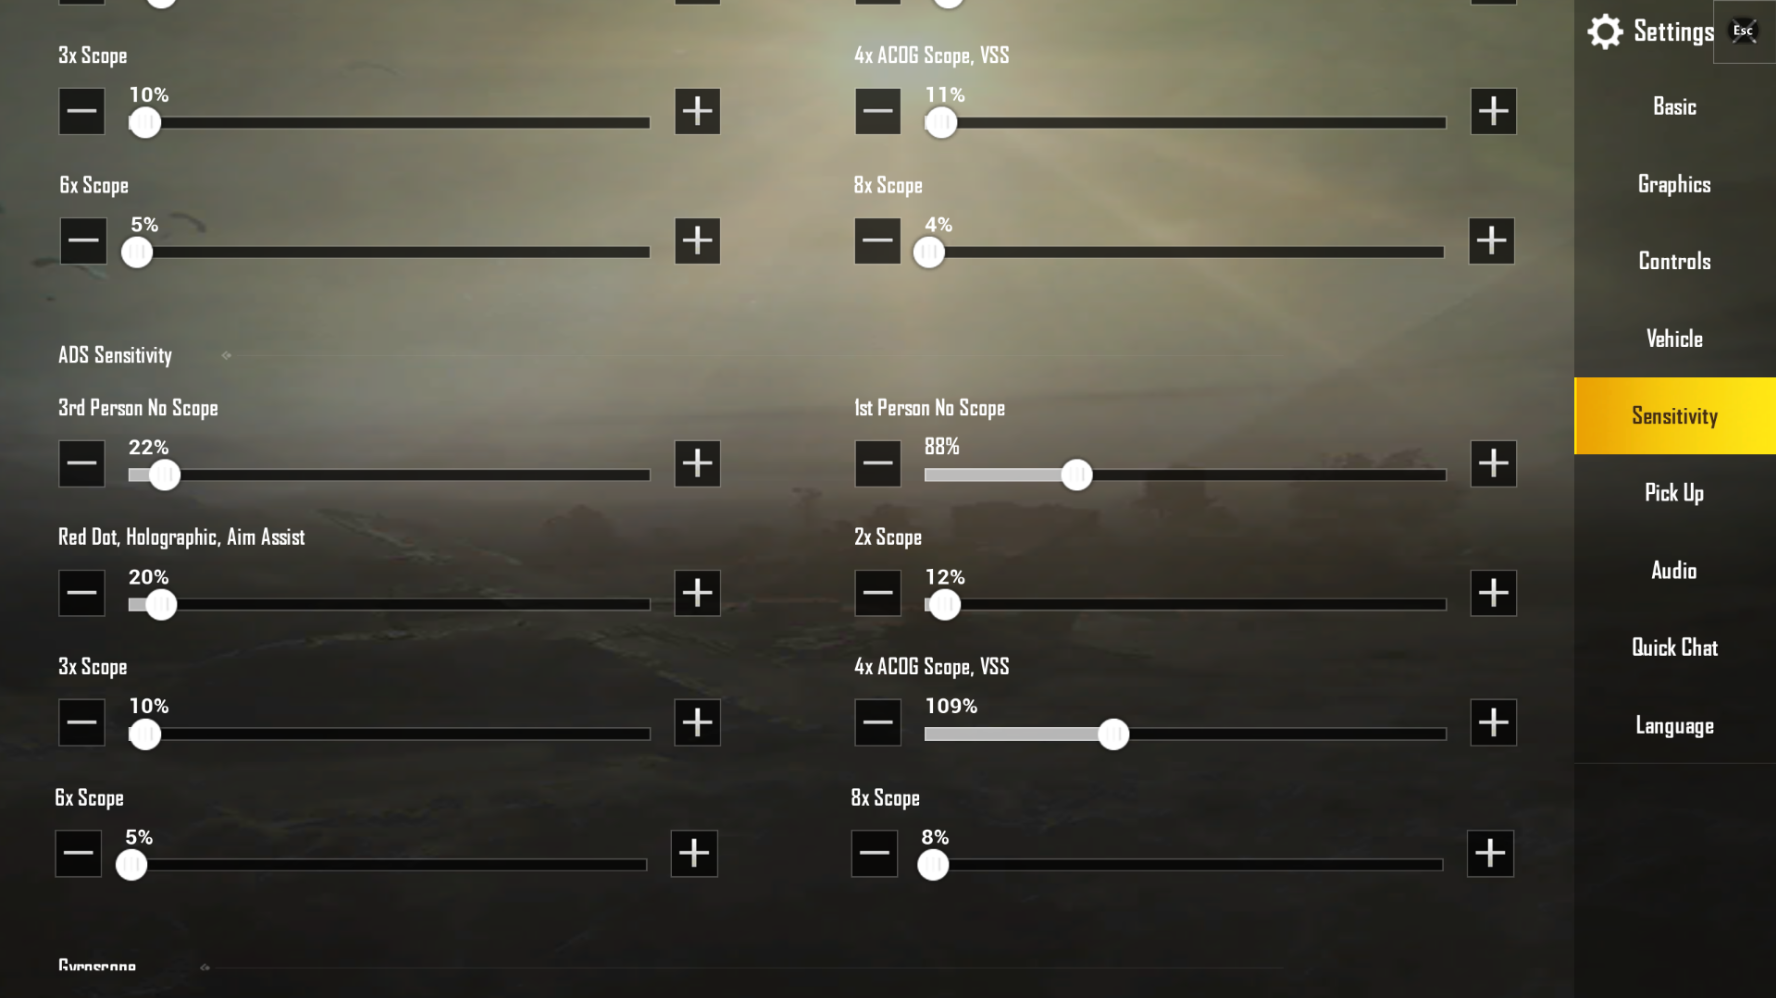 Settings
Esc
3x Scope
10%
4x ACOG Scope, VSS
11%
6x Scope
5%
8x Scope
4%
ADS Sensitivity
3rd Person No Scope
22%
1st Person No Scope
88%
Red Dot, Holographic, Aim Assist
20%
2x Scope
12%
3x Scope
10%
4x ACOG Scope, VSS
109%
6x Scope
5%
8x Scope
8%
Gyroscope
Basic
Graphics
Controls
Vehicle
Sensitivity
Pick Up
Audio
Quick Chat
Language